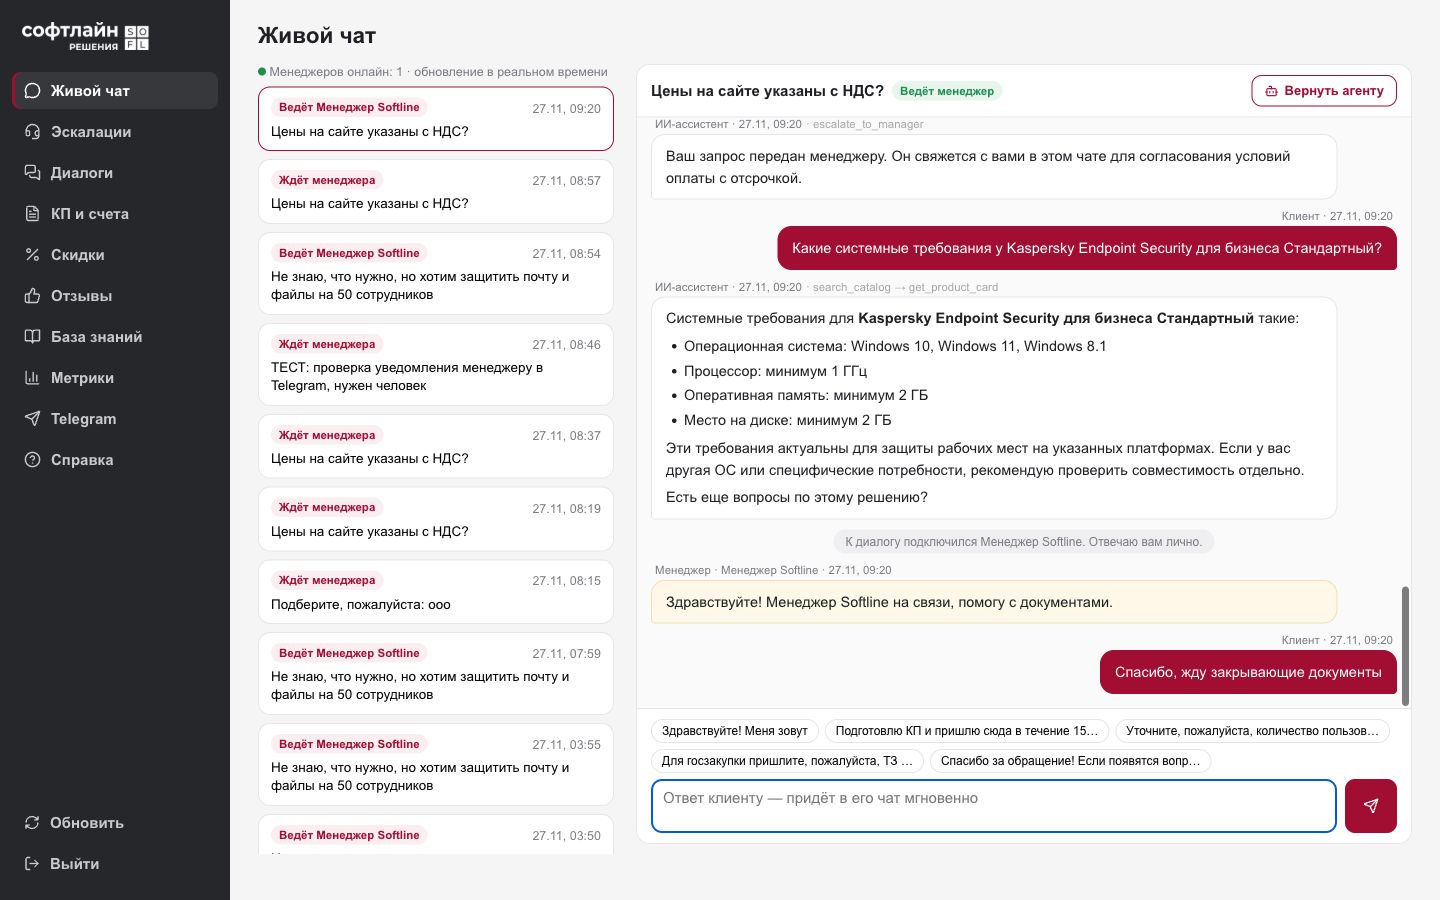 софтлайн
РЕШЕНИЯ
SO
FL
Живой чат
Эскалации
Диалоги
КП и счета
Скидки
Отзывы
База знаний
Метрики
Telegram
Справка
Обновить
Выйти
Живой чат
Менеджеров онлайн: 1 · обновление в реальном времени
Ведёт Менеджер Softline 27.11, 09:20
Цены на сайте указаны с НДС?
Ждёт менеджера 27.11, 08:57
Цены на сайте указаны с НДС?
Ведёт Менеджер Softline 27.11, 08:54
Не знаю, что нужно, но хотим защитить почту и
файлы на 50 сотрудников
Ждёт менеджера 27.11, 08:46
ТЕСТ: проверка уведомления менеджеру в
Telegram, нужен человек
Ждёт менеджера 27.11, 08:37
Цены на сайте указаны с НДС?
Ждёт менеджера 27.11, 08:19
Цены на сайте указаны с НДС?
Ждёт менеджера 27.11, 08:15
Подберите, пожалуйста: ооо
Ведёт Менеджер Softline 27.11, 07:59
Не знаю, что нужно, но хотим защитить почту и
файлы на 50 сотрудников
Ведёт Менеджер Softline 27.11, 03:55
Не знаю, что нужно, но хотим защитить почту и
файлы на 50 сотрудников
Ведёт Менеджер Softline 27.11, 03:50
Цены на сайте указаны с НДС? Ведёт менеджер Вернуть агенту
ИИ-ассистент · 27.11, 09:20 · escalate_to_manager
Ваш запрос передан менеджеру. Он свяжется с вами в этом чате для согласования условий
оплаты с отсрочкой.
Клиент · 27.11, 09:20
Какие системные требования у Kaspersky Endpoint Security для бизнеса Стандартный?
ИИ-ассистент · 27.11, 09:20 · search_catalog → get_product_card
Системные требования для Kaspersky Endpoint Security для бизнеса Стандартный такие:
• Операционная система: Windows 10, Windows 11, Windows 8.1
• Процессор: минимум 1 ГГц
• Оперативная память: минимум 2 ГБ
• Место на диске: минимум 2 ГБ
Эти требования актуальны для защиты рабочих мест на указанных платформах. Если у вас
другая ОС или специфические потребности, рекомендую проверить совместимость отдельно.
Есть еще вопросы по этому решению?
К диалогу подключился Менеджер Softline. Отвечаю вам лично.
Менеджер · Менеджер Softline · 27.11, 09:20
Здравствуйте! Менеджер Softline на связи, помогу с документами.
Клиент · 27.11, 09:20
Спасибо, жду закрывающие документы
Здравствуйте! Меня зовут Подготовлю КП и пришлю сюда в течение 15… Уточните, пожалуйста, количество пользов…
Для госзакупки пришлите, пожалуйста, ТЗ … Спасибо за обращение! Если появятся вопр…
Ответ клиенту — придёт в его чат мгновенно